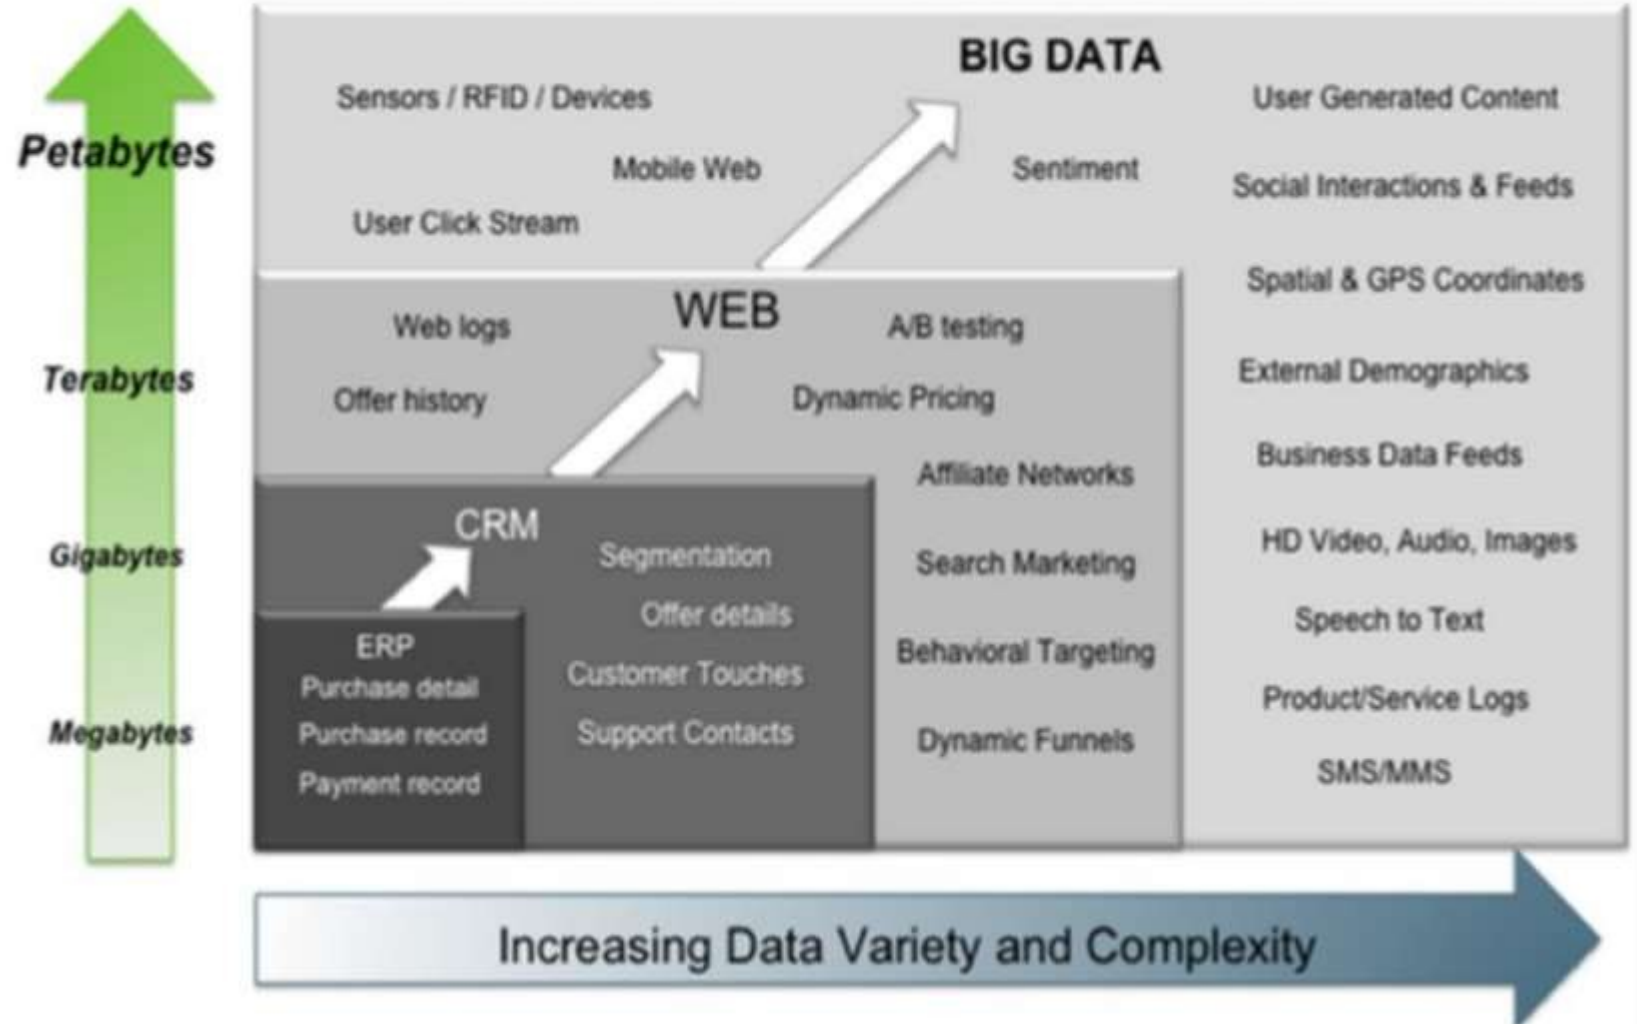 BIG DATA
Sensors / RFID / Devices
User Generated Content
Petabytes
Mobile Web
Sentiment
Social Interactions & Feeds
User Click Stream
Spatial & GPS Coordinates
WEB
Web logs
A/B testing
External Demographics
Terabytes
Offer history
Dynamic Pricing
Business Data Feeds
Affiliate Networks
CRM
HD Video, Audio, Images
Gigabytes
Segmentation
Search Marketing
Offer details
Speech to Text
ERP
Behavioral Targeting
Purchase detail
Customer Touches
Product/Service Logs
Megabytes
Purchase record
Support Contacts
Dynamic Funnels
SMS/MMS
Payment record
Increasing Data Variety and Complexity